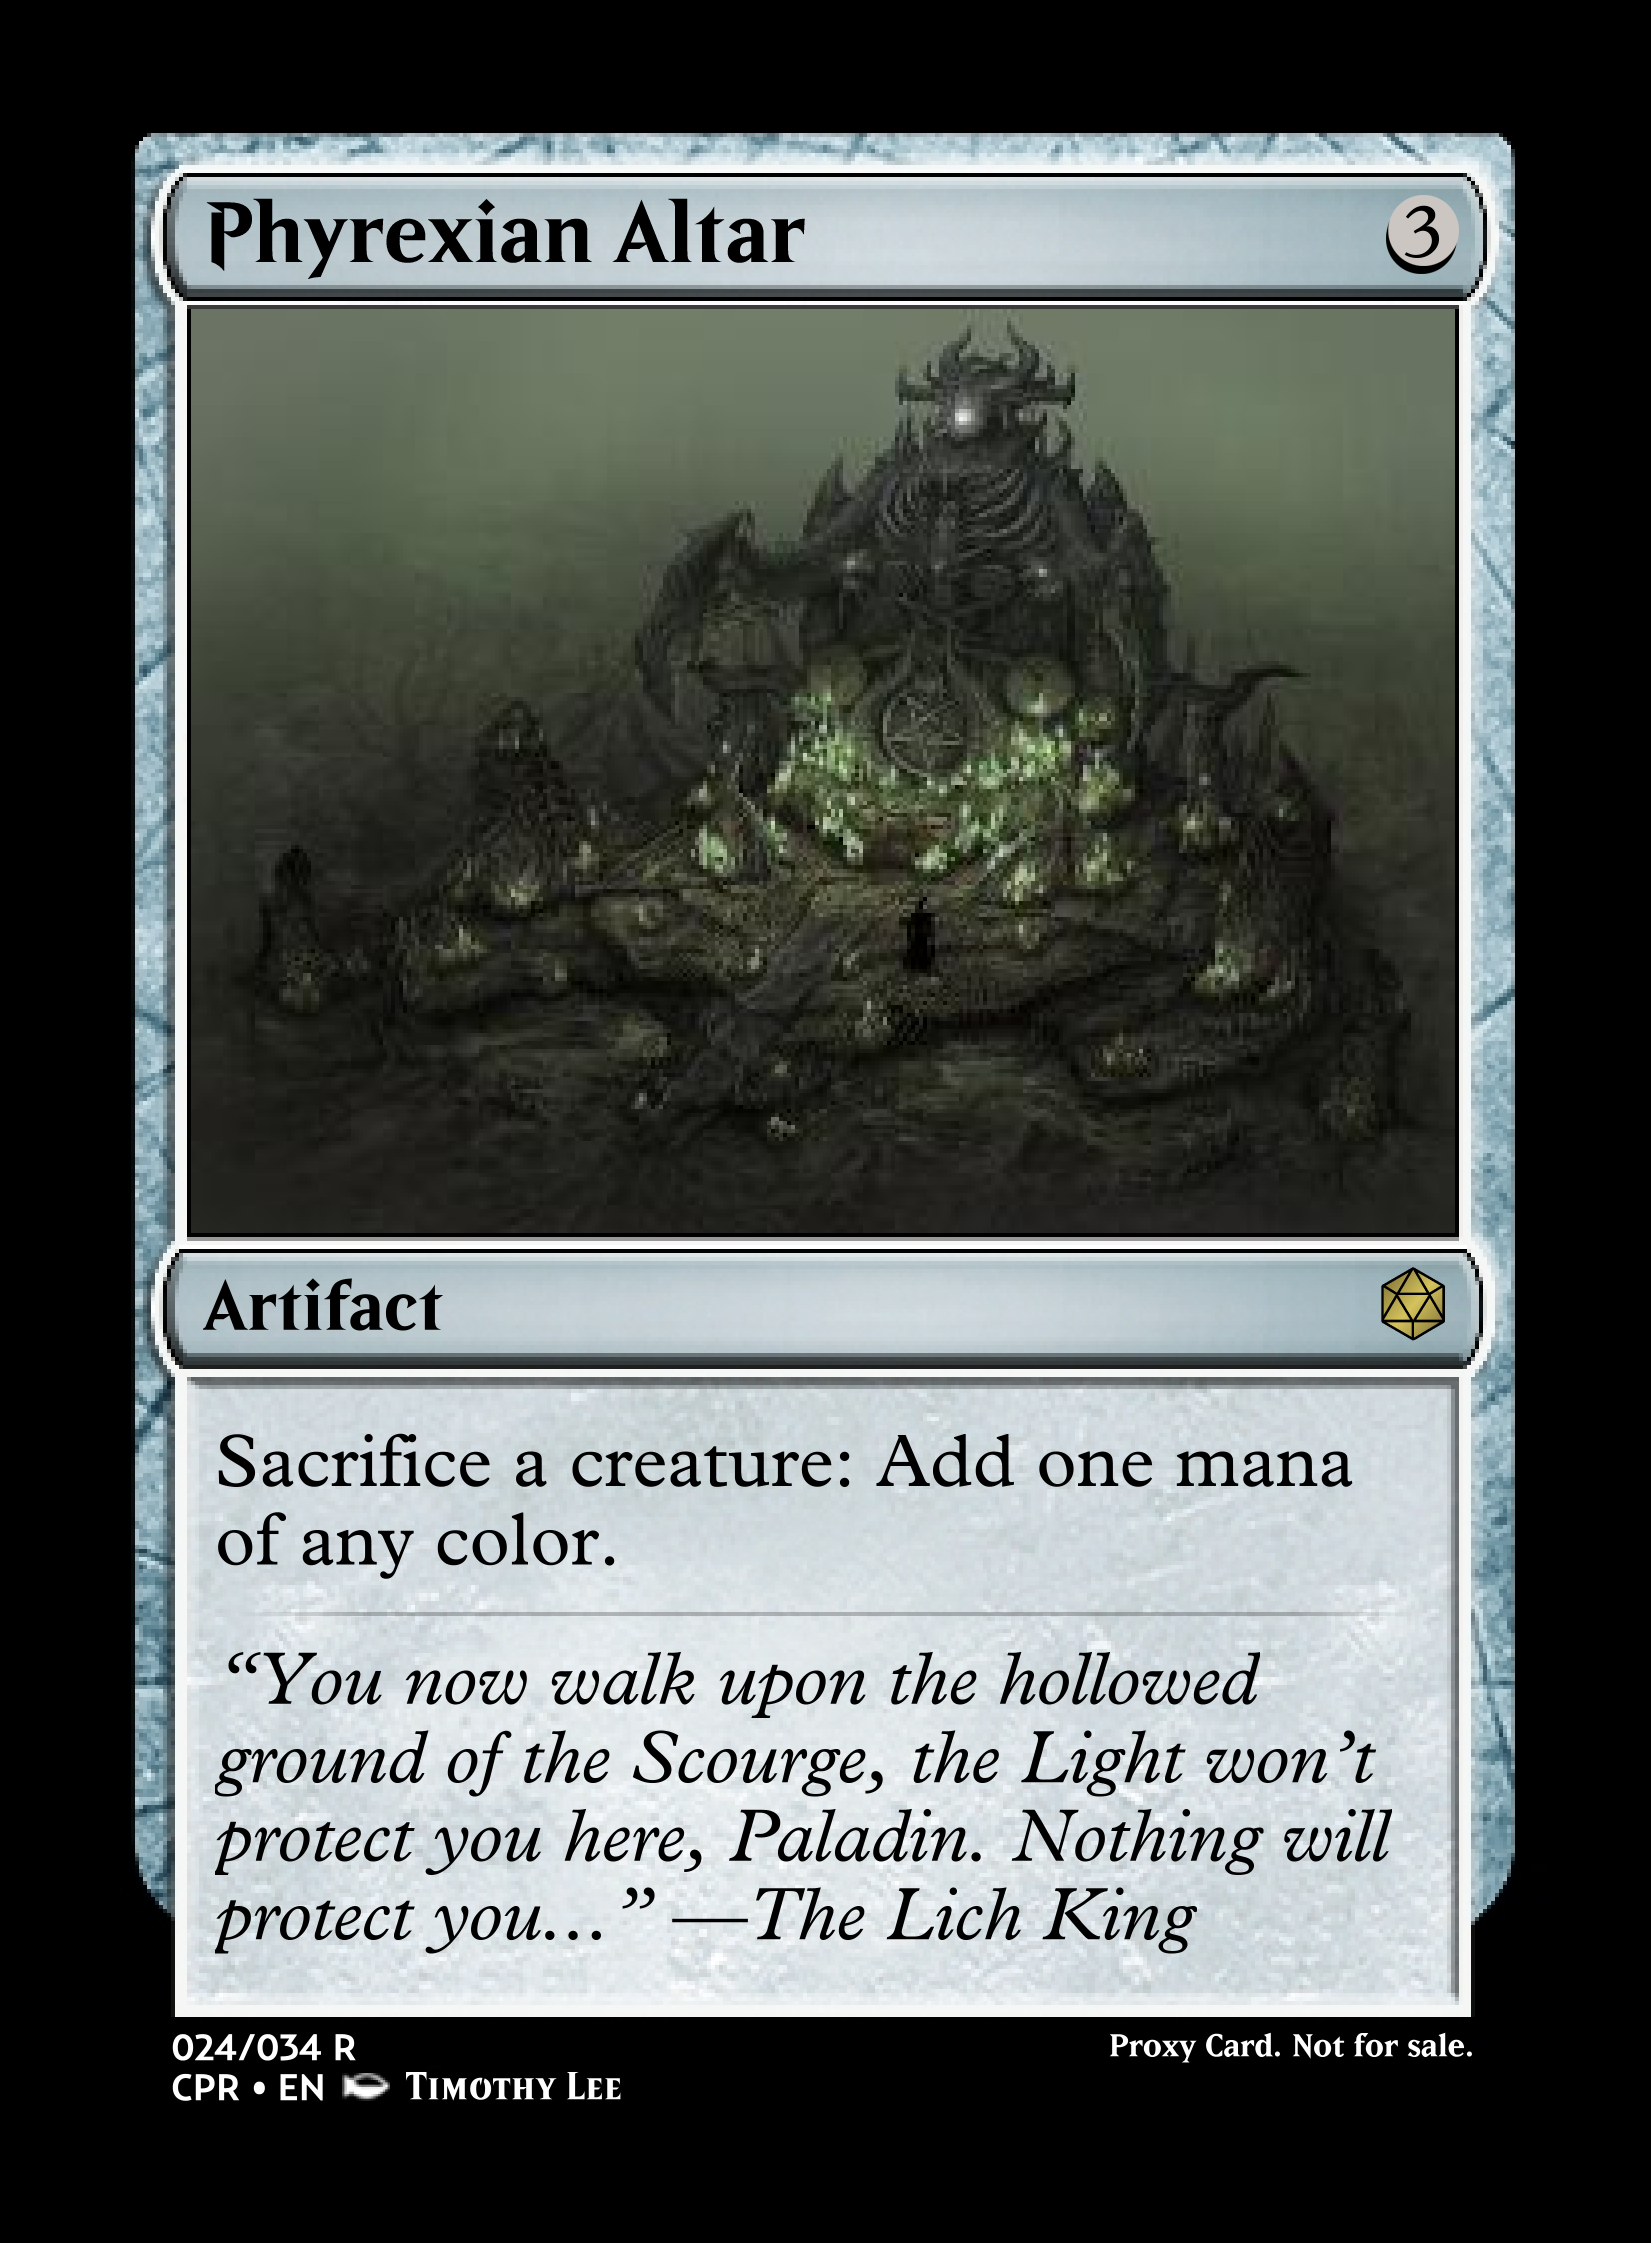 Phyrexian Altar 3
Artifact
Sacrifice a creature: Add one mana
of any color.
“You now walk upon the hollowed
ground of the Scourge, the Light won’t
protect you here, Paladin. Nothing will
protect you…” —The Lich King
024/034 R
Proxy Card. Not for sale.
CPR • EN Timothy Lee